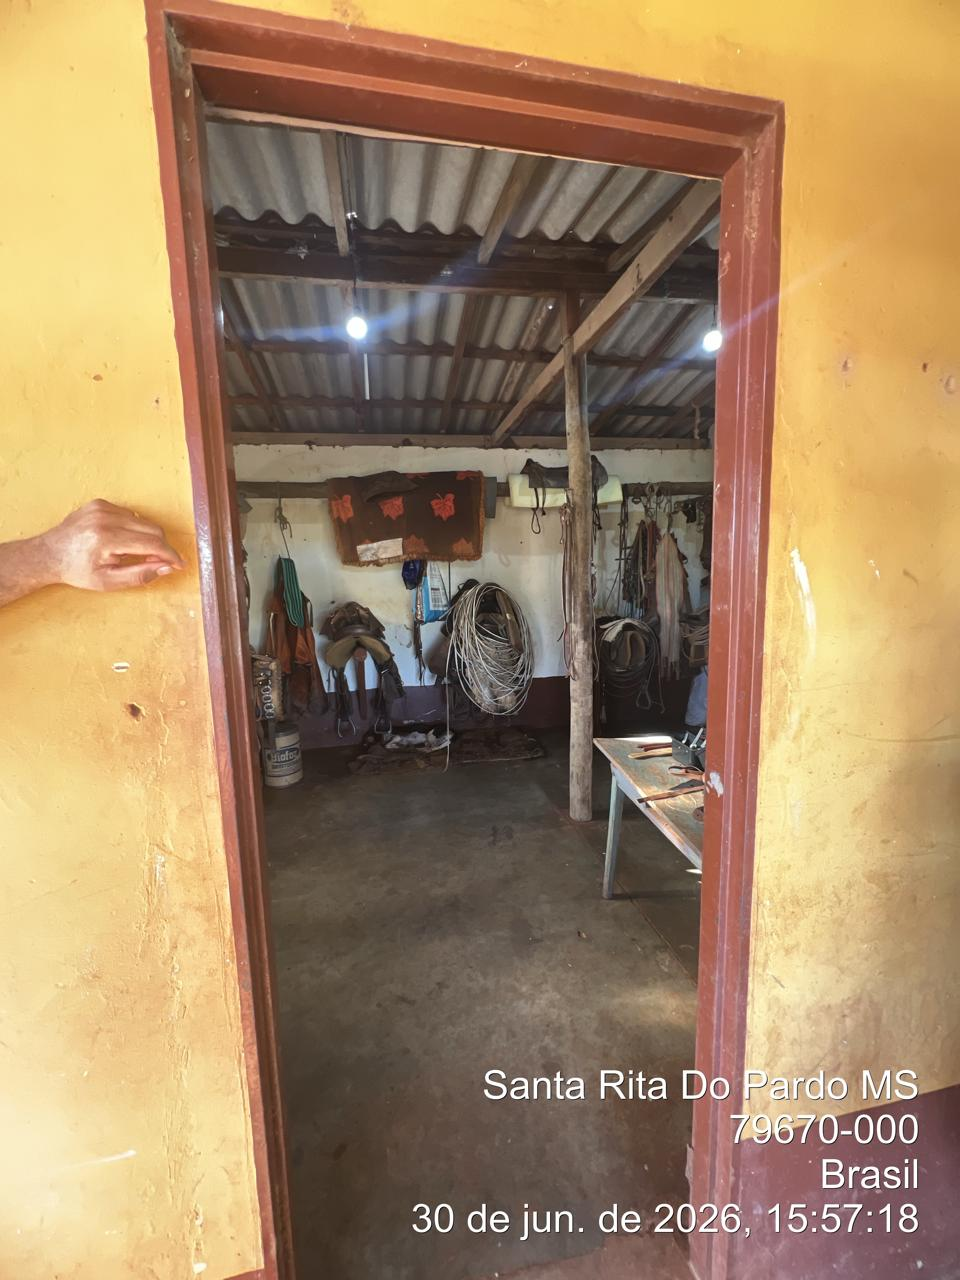 Santa Rita Do Pardo MS
79670-000
Brasil
30 de jun. de 2026, 15:57:18